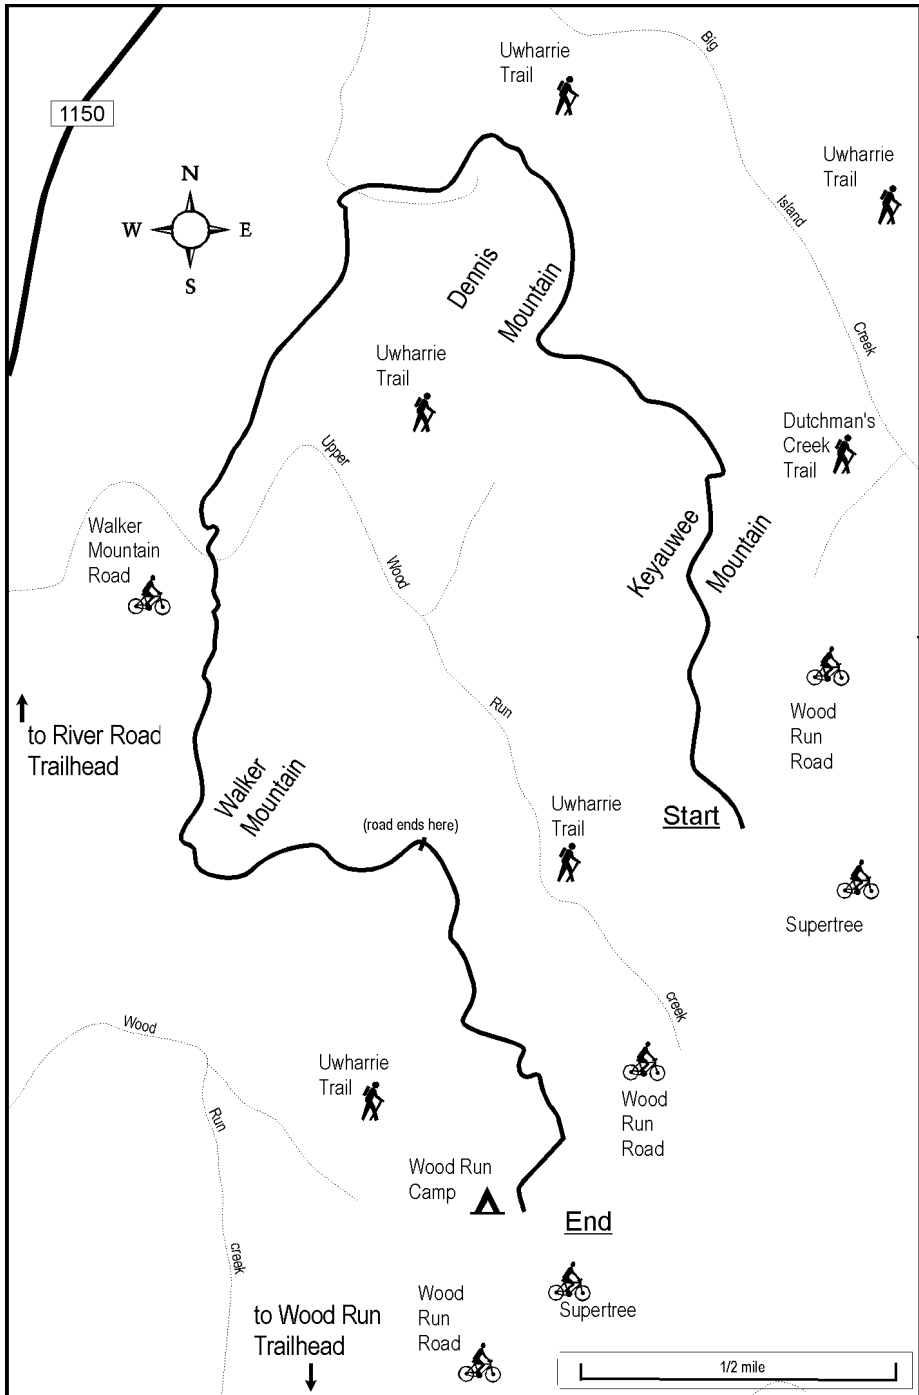 Big
Uwharrie
Trail
1150
Uwharrie
Trail
N
W E
S
Island
Dennis
Mountain
Creek
Uwharrie
Trail
Dutchman's
Creek
Trail
Upper
Walker
Mountain
Road
Keyauwee
Mountain
Wood
Run
to River Road
Trailhead
Wood
Run
Road
Walker
Mountain
(road ends here)
Uwharrie
Trail
Start
Supertree
creek
Wood
Uwharrie
Trail
Run
Wood
Run
Road
Wood Run
Camp
End
creek
Supertree
to Wood Run
Trailhead
Wood
Run
Road
1/2 mile